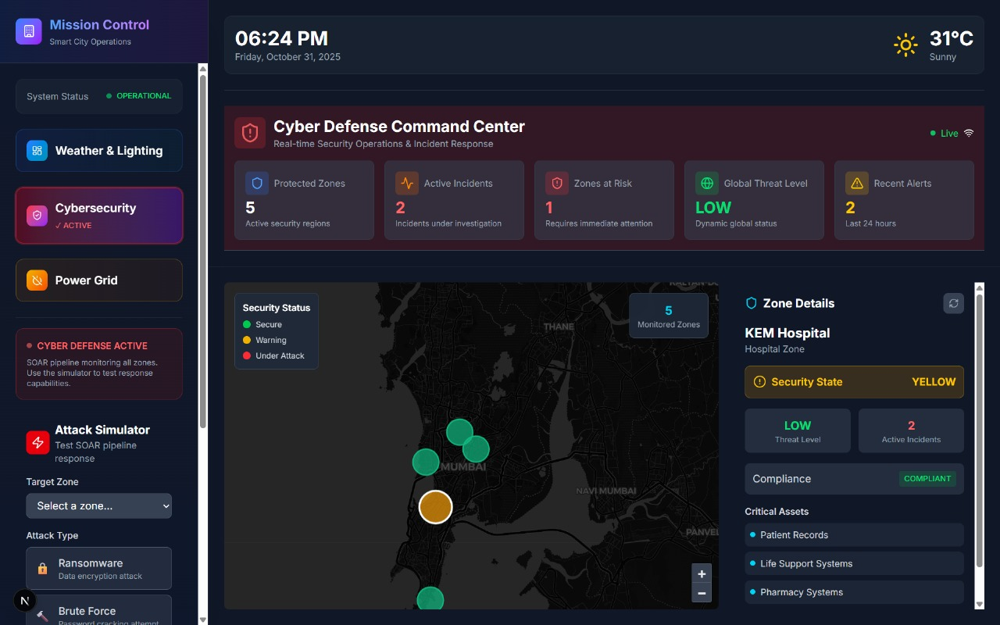 Mission Control
Smart City Operations
System Status
OPERATIONAL
Weather & Lighting
Cybersecurity
✓ ACTIVE
Power Grid
CYBER DEFENSE ACTIVE
SOAR pipeline monitoring all zones.
Use the simulator to test response
capabilities.
Attack Simulator
Test SOAR pipeline
response
Target Zone
Select a zone...
Attack Type
Ransomware
Data encryption attack
Brute Force
Password cracking attempt
N
06:24 PM
Friday, October 31, 2025
31°C
Sunny
Cyber Defense Command Center
Real-time Security Operations & Incident Response
Live
Protected Zones
5
Active security regions
Active Incidents
2
Incidents under investigation
Zones at Risk
1
Requires immediate attention
Global Threat Level
LOW
Dynamic global status
Recent Alerts
2
Last 24 hours
Security Status
Secure
Warning
Under Attack
5
Monitored Zones
THANE
MUMBAI
NAVI MUMBAI
PANVEL
+
−
Zone Details
KEM Hospital
Hospital Zone
Security State
YELLOW
LOW
Threat Level
2
Active Incidents
Compliance
COMPLIANT
Critical Assets
Patient Records
Life Support Systems
Pharmacy Systems